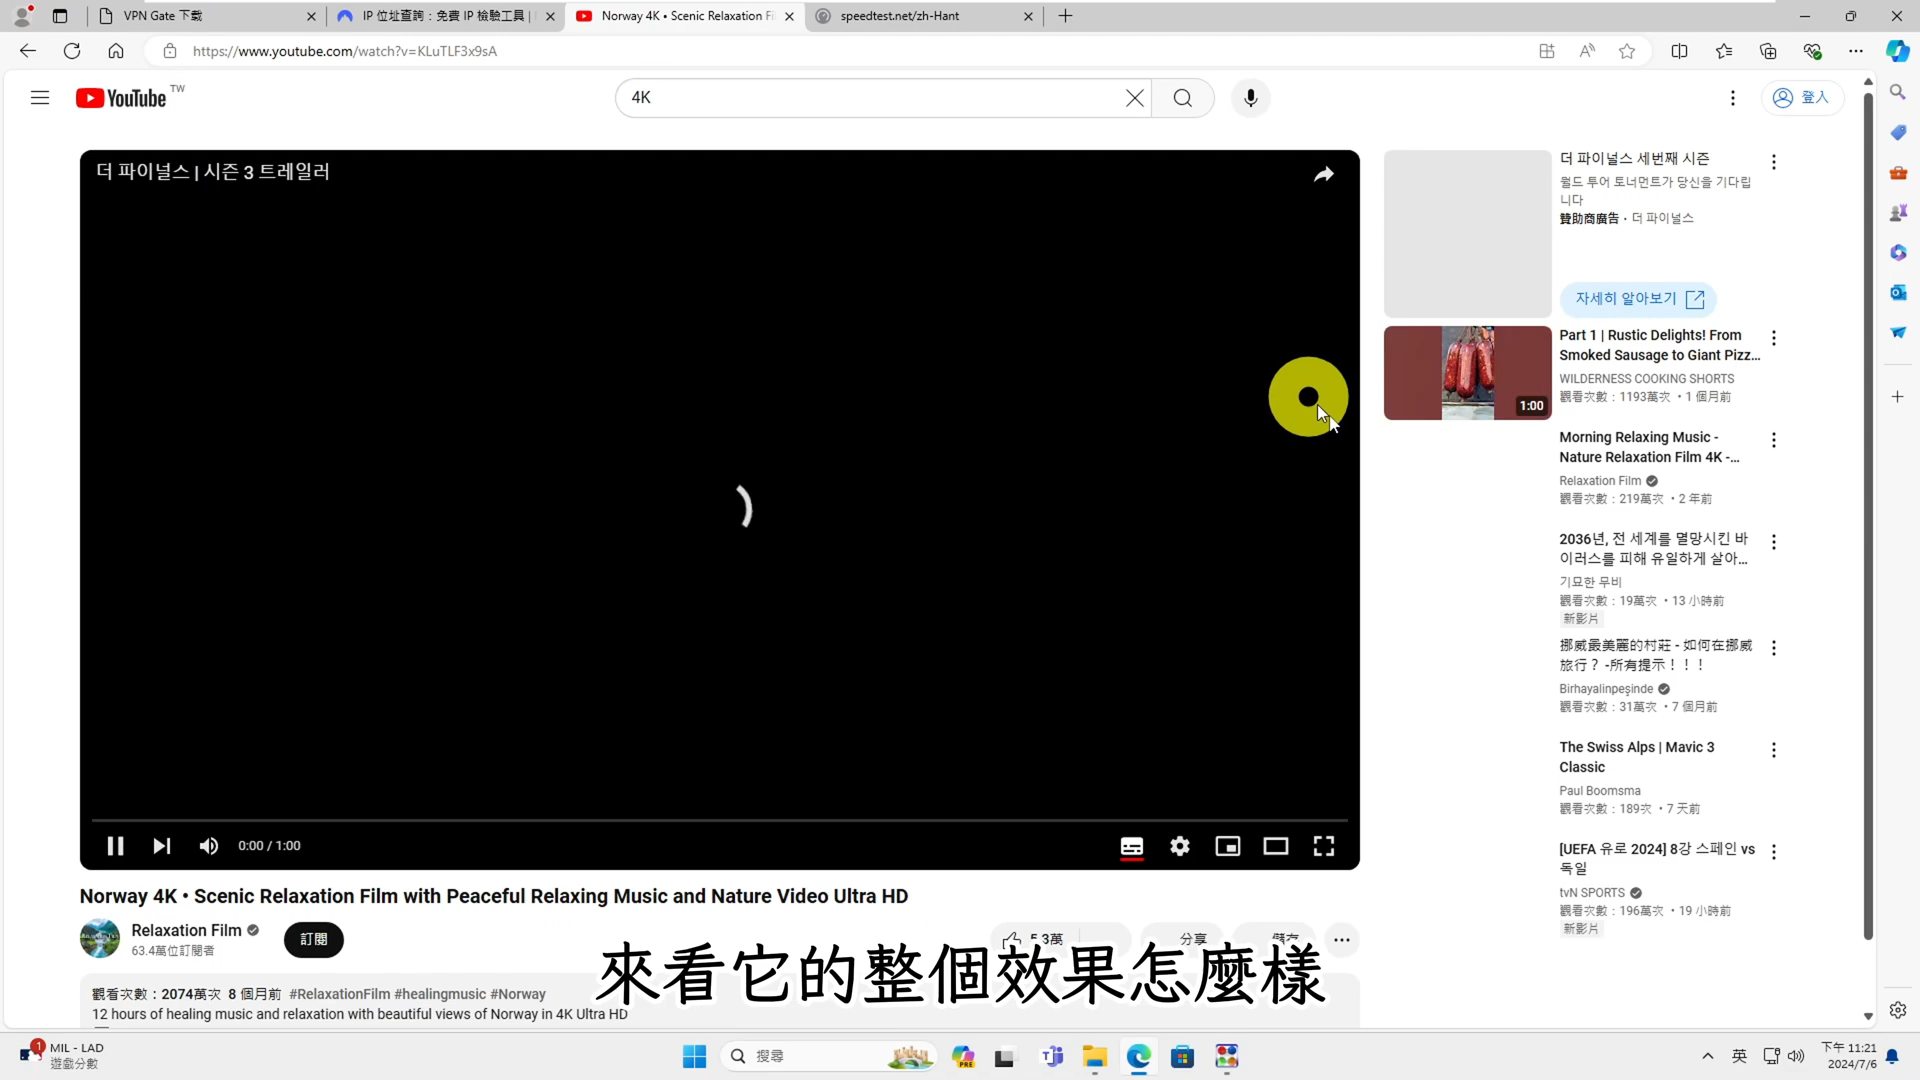 VPN Gate 下載
IP 位址查詢：免費 IP 檢驗工具 |
Norway 4K • Scenic Relaxation Fi
speedtest.net/zh-Hant
https://www.youtube.com/watch?v=KLuTLF3x9sA
YouTube TW
4K
登入
더 파이널스 | 시즌 3 트레일러
더 파이널스 세번째 시즌
월드 투어 토너먼트가 당신을 기다립
니다
贊助商廣告・더 파이널스
자세히 알아보기
Part 1 | Rustic Delights! From
Smoked Sausage to Giant Pizz...
WILDERNESS COOKING SHORTS
觀看次數：1193萬次 • 1 個月前
1:00
Morning Relaxing Music -
Nature Relaxation Film 4K -...
Relaxation Film
觀看次數：219萬次 • 2 年前
2036년, 전 세계를 멸망시킨 바
이러스를 피해 유일하게 살아...
기묘한 무비
觀看次數：19萬次 • 13 小時前
新影片
挪威最美麗的村莊 - 如何在挪威
旅行？ -所有提示！！！
Birhayalinpeşinde
觀看次數：31萬次 • 7 個月前
The Swiss Alps | Mavic 3
Classic
Paul Boomsma
觀看次數：189次 • 7 天前
[UEFA 유로 2024] 8강 스페인 vs
독일
tvN SPORTS
觀看次數：196萬次 • 19 小時前
新影片
0:00 / 1:00
Norway 4K • Scenic Relaxation Film with Peaceful Relaxing Music and Nature Video Ultra HD
Relaxation Film
63.4萬位訂閱者
訂閱
5.3萬
分享
儲存
來看它的整個效果怎麼樣
觀看次數：2074萬次 8 個月前 #RelaxationFilm #healingmusic #Norway
12 hours of healing music and relaxation with beautiful views of Norway in 4K Ultra HD
1
MIL - LAD
遊戲分數
搜尋
PRE
英
下午 11:21
2024/7/6